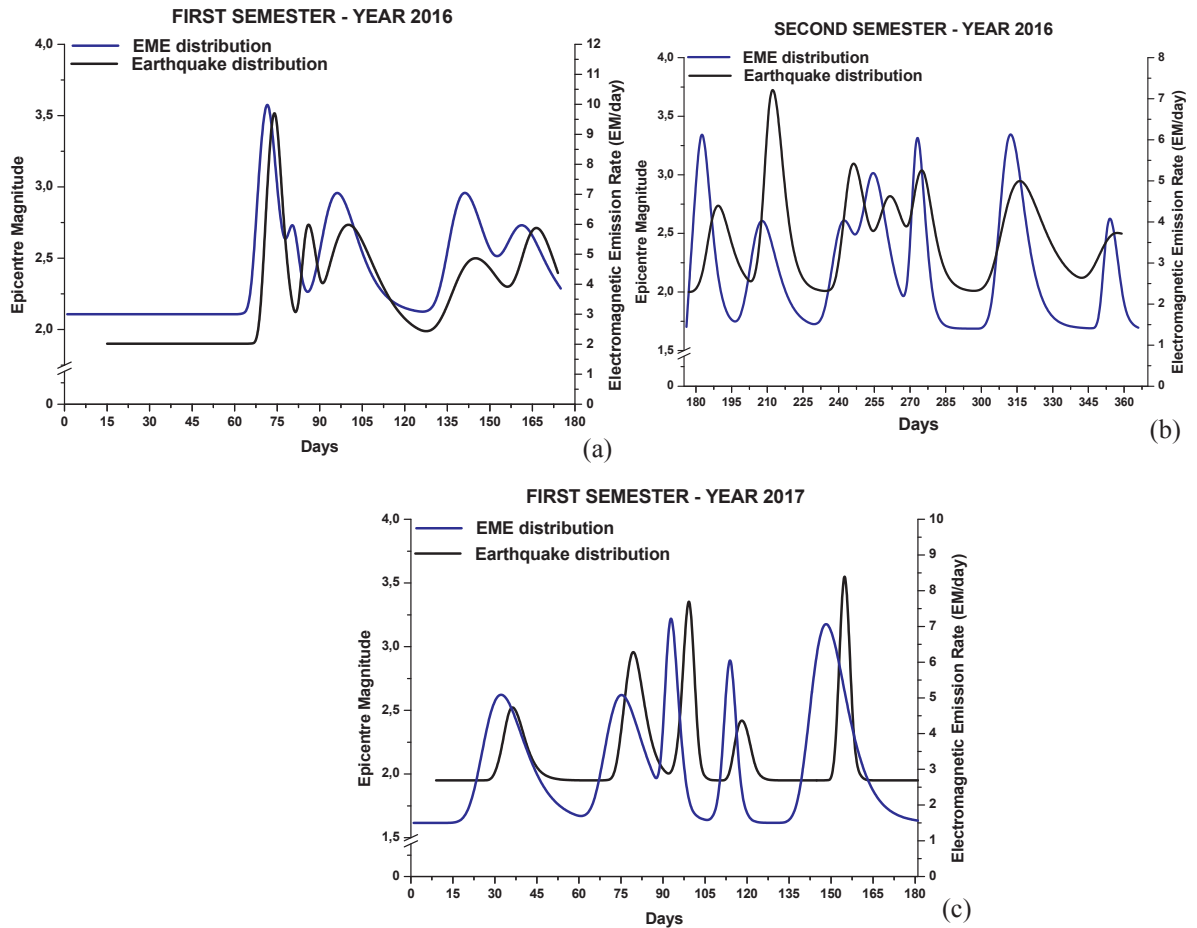 FIRST SEMESTER - YEAR 2016
EME distribution
Earthquake distribution
Epicentre Magnitude
4,0
3,5
3,0
2,5
2,0
0
12
11
10
9
8
7
6
5
4
3
2
1
0
Electromagnetic Emission Rate (EM/day)
0 15 30 45 60 75 90 105 120 135 150 165 180
Days
(a)
SECOND SEMESTER - YEAR 2016
EME distribution
Earthquake distribution
Epicentre Magnitude
4,0
3,5
3,0
2,5
2,0
1,5
0
8
7
6
5
4
3
2
1
0
Electromagnetic Emission Rate (EM/day)
180 195 210 225 240 255 270 285 300 315 330 345 360
Days
(b)
FIRST SEMESTER - YEAR 2017
EME distribution
Earthquake distribution
Epicentre Magnitude
4,0
3,5
3,0
2,5
2,0
1,5
0
10
9
8
7
6
5
4
3
2
1
0
Electromagnetic Emission Rate (EM/day)
0 15 30 45 60 75 90 105 120 135 150 165 180
Days
(c)